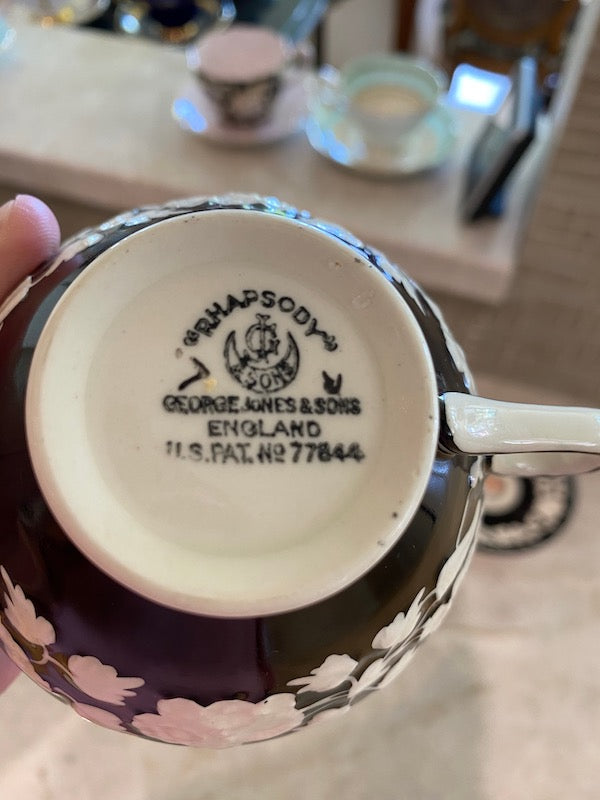 "RHAPSODY"
& SONS
GEORGE JONES & SONS
ENGLAND
U.S. PAT. Nº 77844